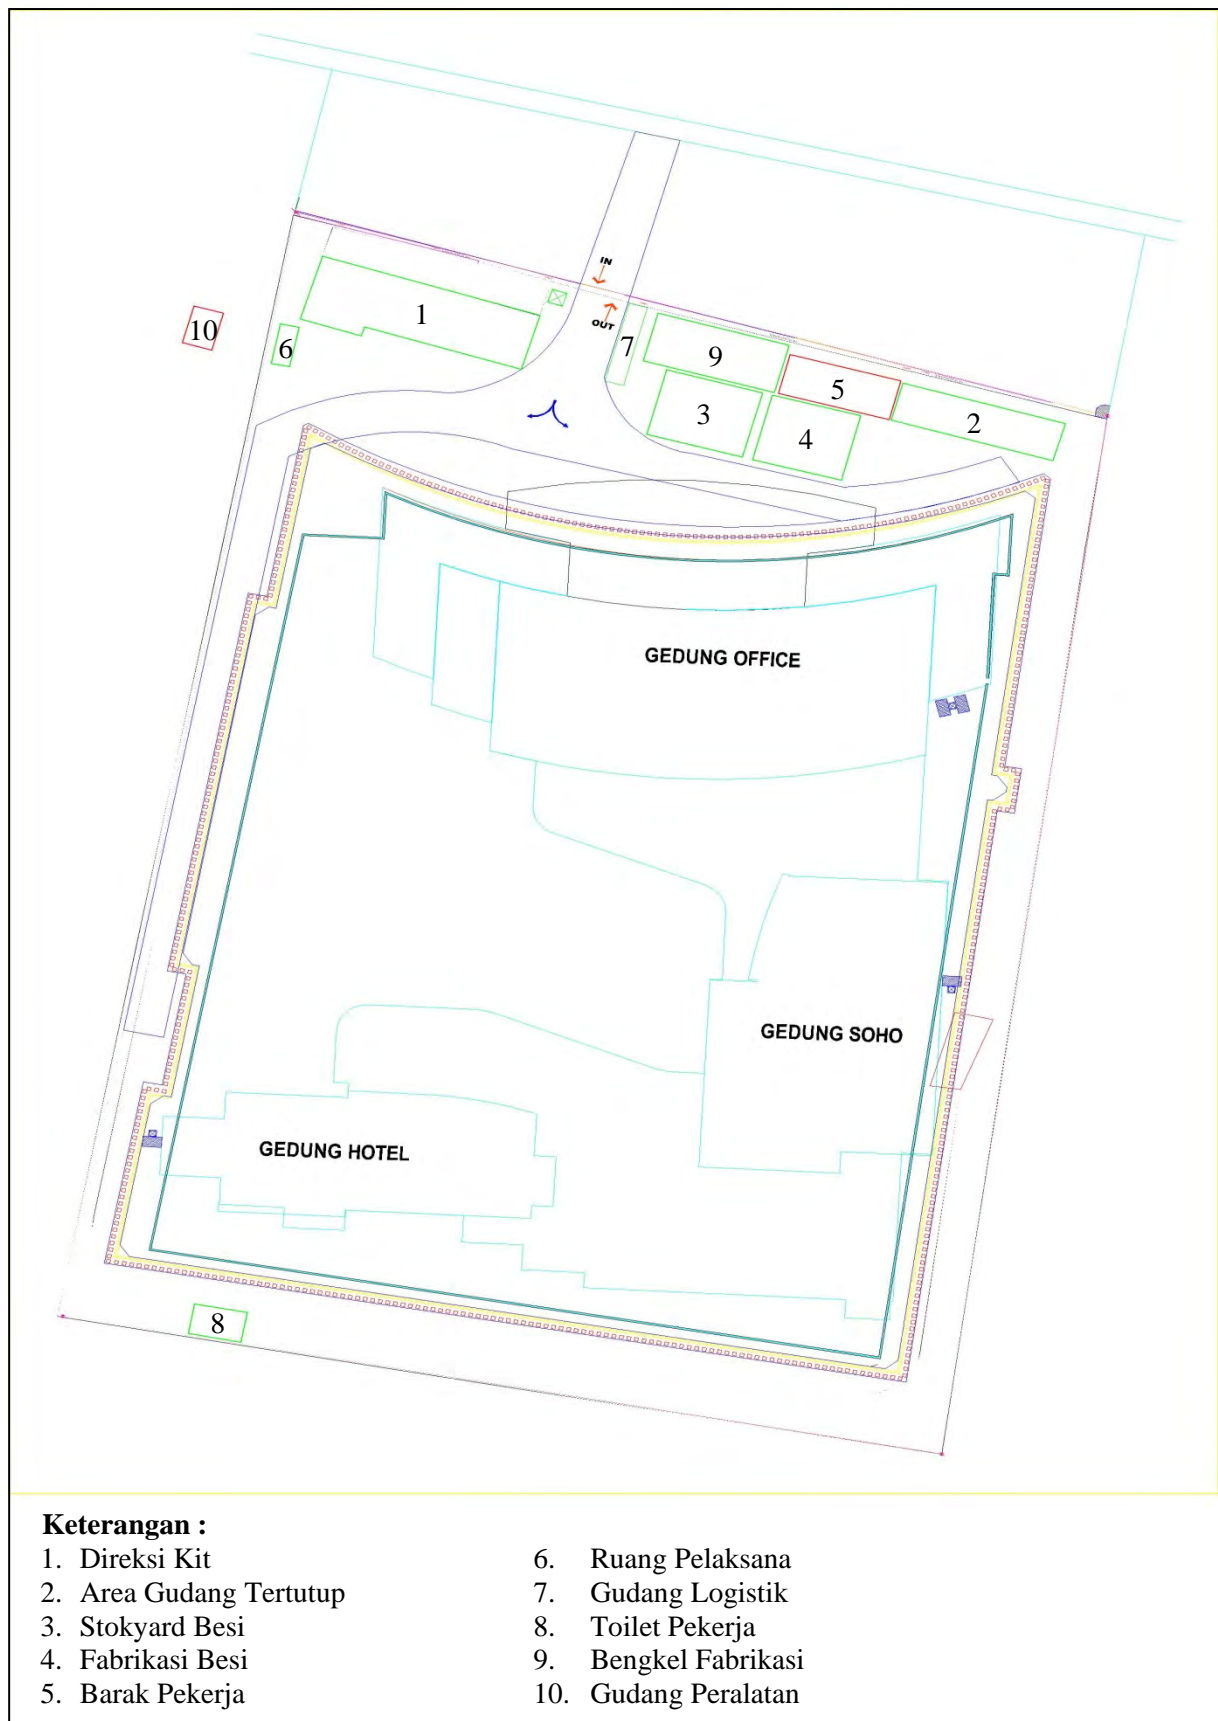 IN
OUT
1
10
6
7
9
5
2
3
4
GEDUNG OFFICE
GEDUNG SOHO
GEDUNG HOTEL
8
Keterangan :
1. Direksi Kit
2. Area Gudang Tertutup
3. Stokyard Besi
4. Fabrikasi Besi
5. Barak Pekerja
6. Ruang Pelaksana
7. Gudang Logistik
8. Toilet Pekerja
9. Bengkel Fabrikasi
10. Gudang Peralatan